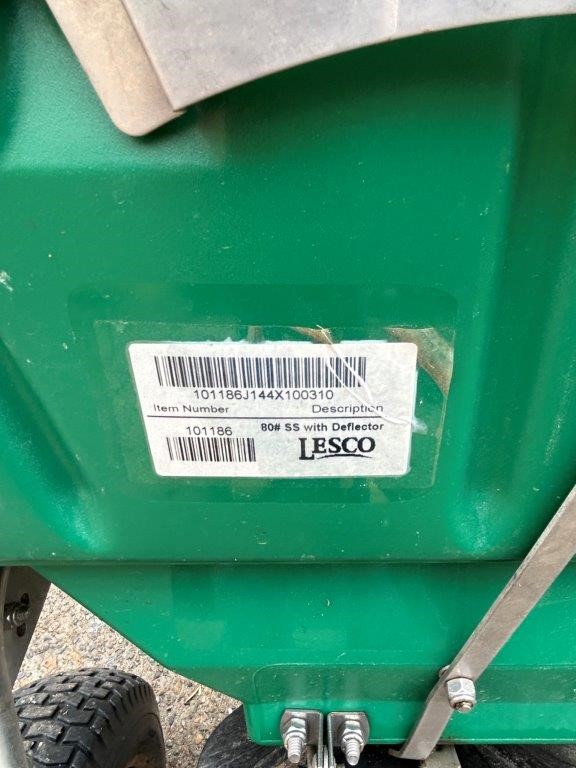 101186J144X100310
Item Number Description
101186 80# SS with Deflector
LESCO